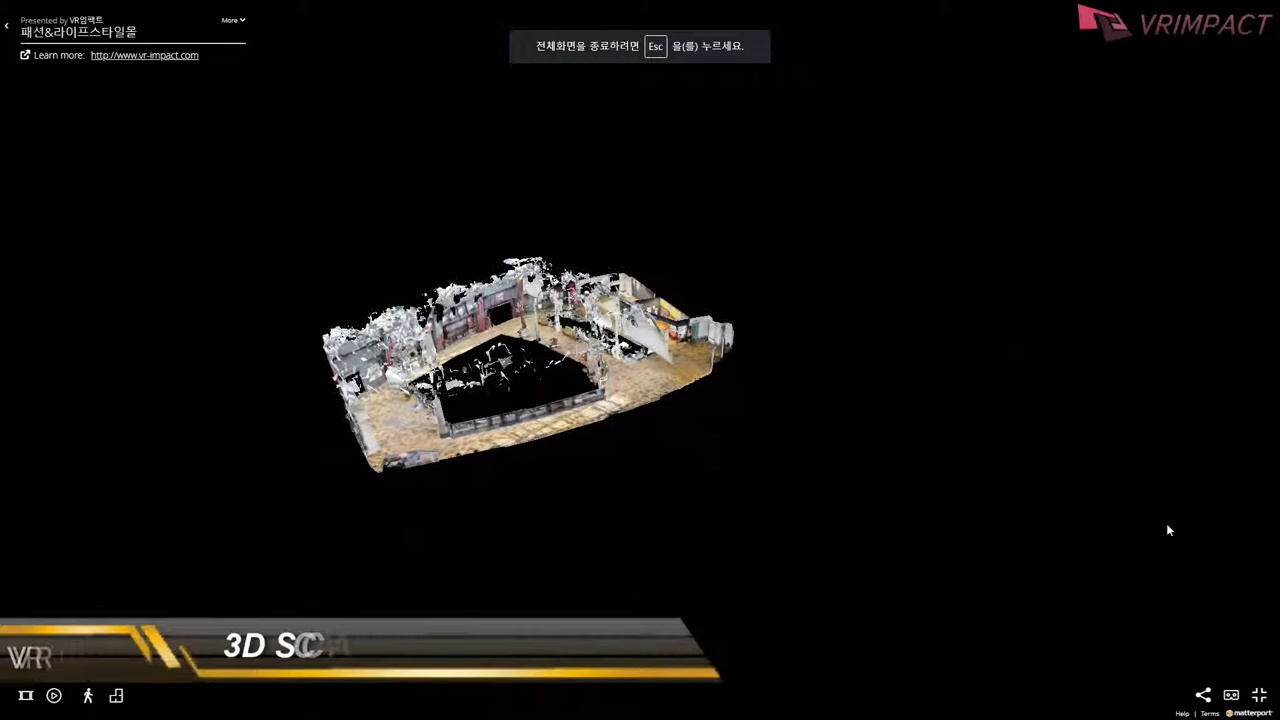 Presented by VR임팩트
More
패션&라이프스타일몰
Learn more: http://www.vr-impact.com
전체화면을 종료하려면 Esc 을(를) 누르세요.
VRIMPACT
3D SC
Help | Terms
matterport